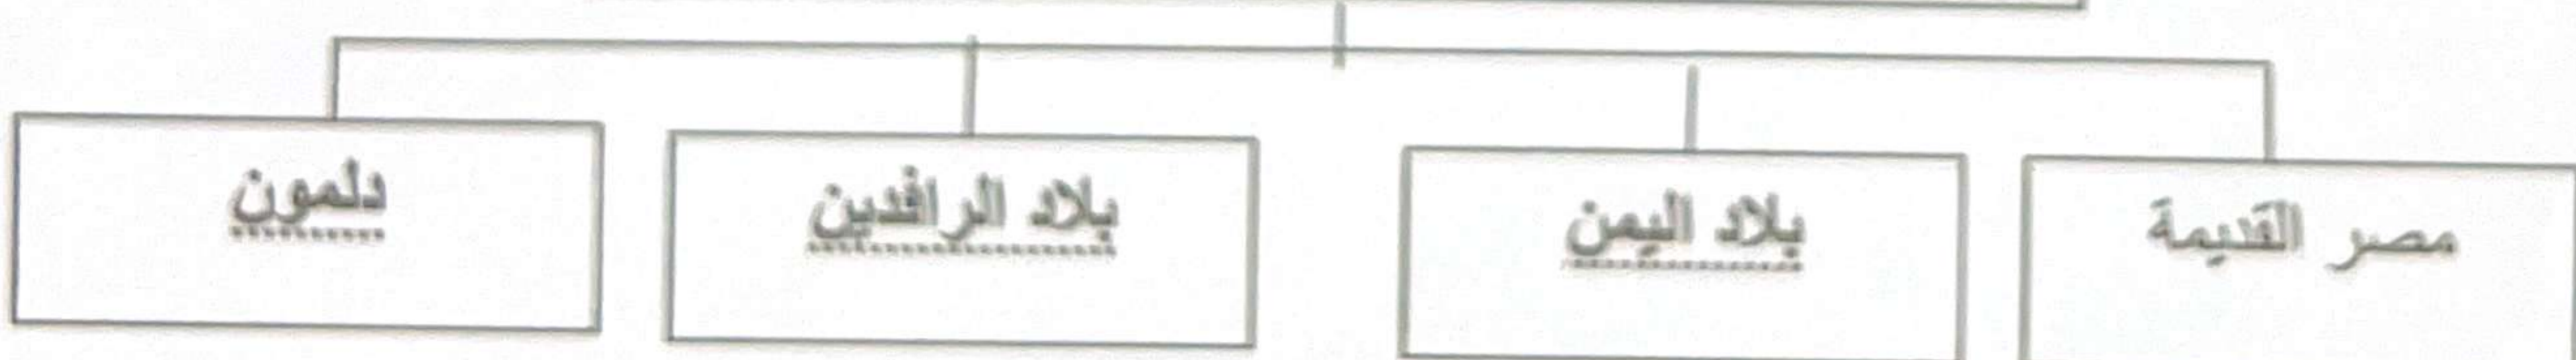 مصر القديمة
بلاد اليمن
بلاد الرافدين
دلمون